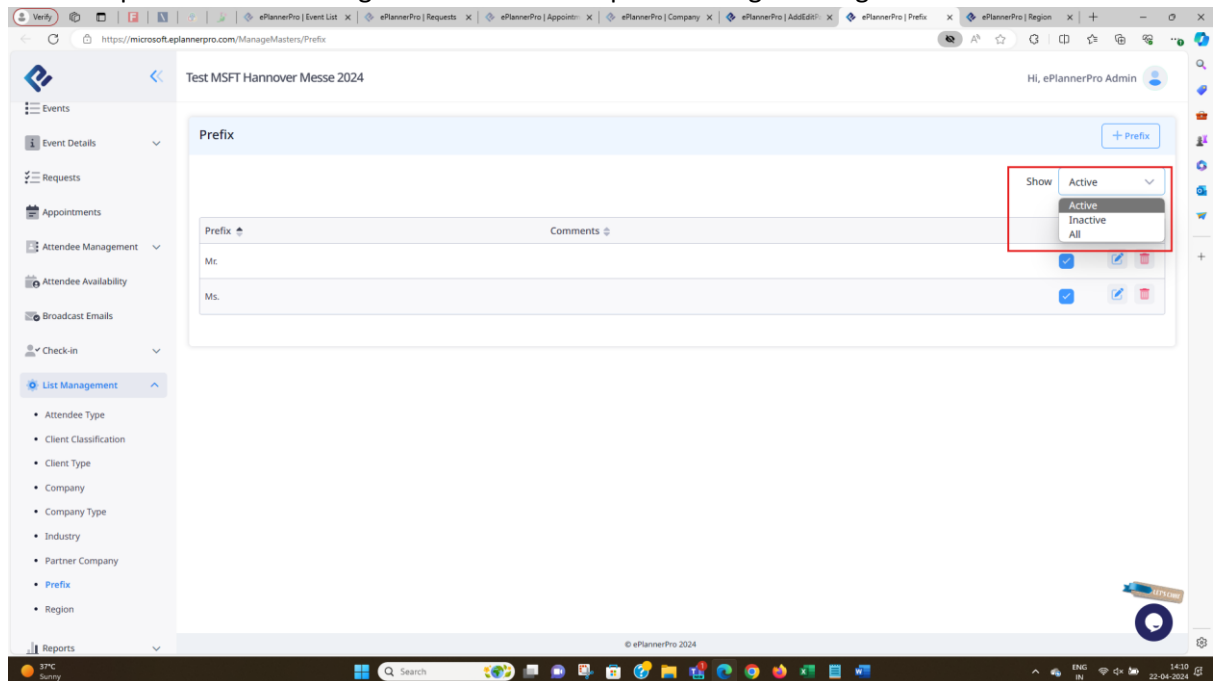 Verify
ePlannerPro | Event List
ePlannerPro | Requests
ePlannerPro | Appointm
ePlannerPro | Company
ePlannerPro | AddEditP
ePlannerPro | Prefix
ePlannerPro | Region
https://microsoft.eplannerpro.com/ManageMasters/Prefix
Test MSFT Hannover Messe 2024
Hi, ePlannerPro Admin
Events
Event Details
Requests
Appointments
Attendee Management
Attendee Availability
Broadcast Emails
Check-in
List Management
Attendee Type
Client Classification
Client Type
Company
Company Type
Industry
Partner Company
Prefix
Region
Reports
Prefix
+ Prefix
Show Active
Active
Inactive
All
Prefix Comments
Mr.
Ms.
LET'S CHAT
© ePlannerPro 2024
37°C
Sunny
Search
ENG
IN
14:10
22-04-2024